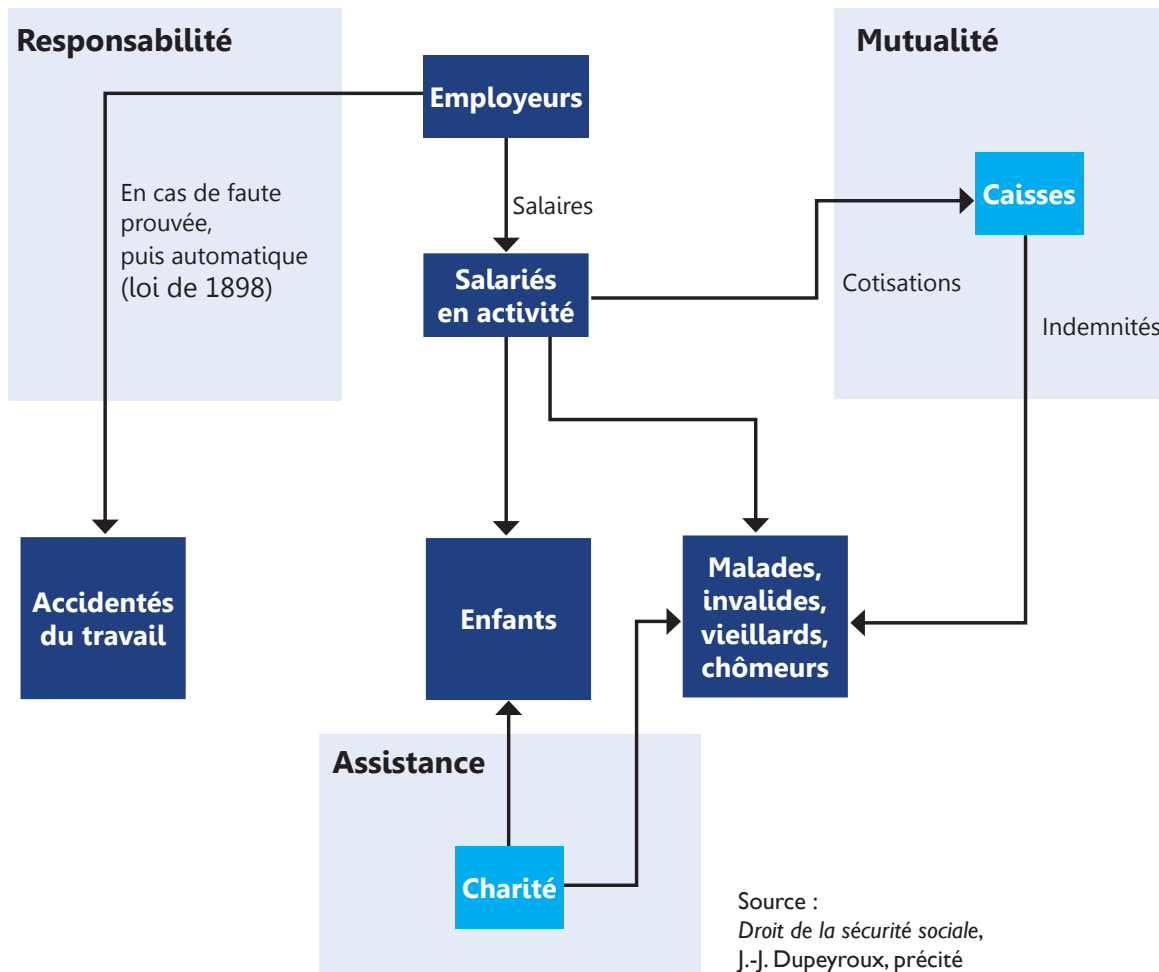 Responsabilité
Mutualité
Employeurs
En cas de faute
prouvée,
puis automatique
(loi de 1898)
Salaires
Caisses
Salariés
en activité
Cotisations
Indemnités
Accidentés
du travail
Enfants
Malades,
invalides,
vieillards,
chômeurs
Assistance
Charité
Source :
Droit de la sécurité sociale,
J.-J. Dupeyroux, précité